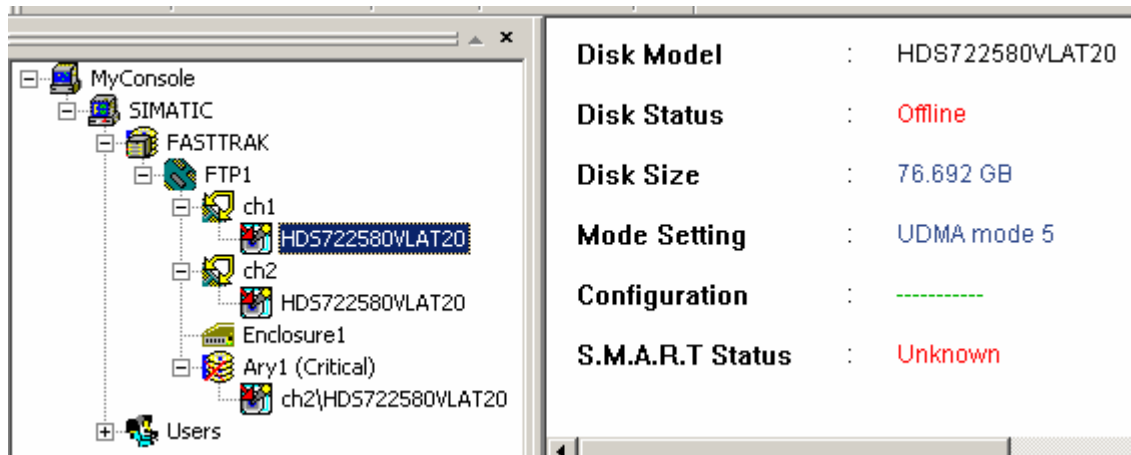 MyConsole
SIMATIC
FASTTRAK
FTP1
ch1
HDS722580VLAT20
ch2
HDS722580VLAT20
Enclosure1
Ary1 (Critical)
ch2\HDS722580VLAT20
Users
Disk Model : HDS722580VLAT20
Disk Status : Offline
Disk Size : 76.692 GB
Mode Setting : UDMA mode 5
Configuration : -----------
S.M.A.R.T Status : Unknown